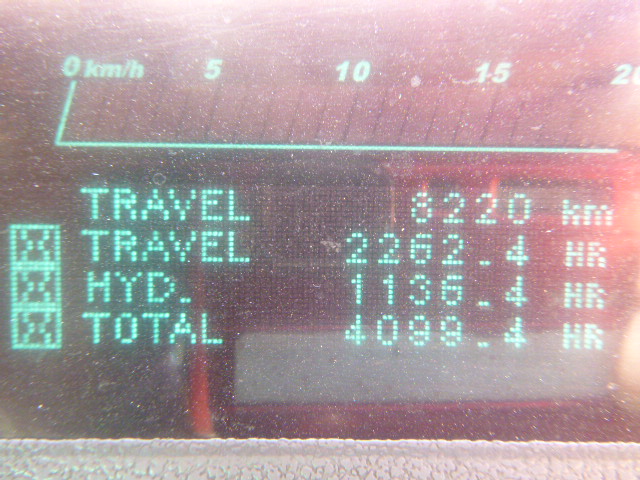 0 km/h 5 10 15 20
TRAVEL 8220 km
TRAVEL 2262.4 HR
HYD. 1136.4 HR
TOTAL 4099.4 HR